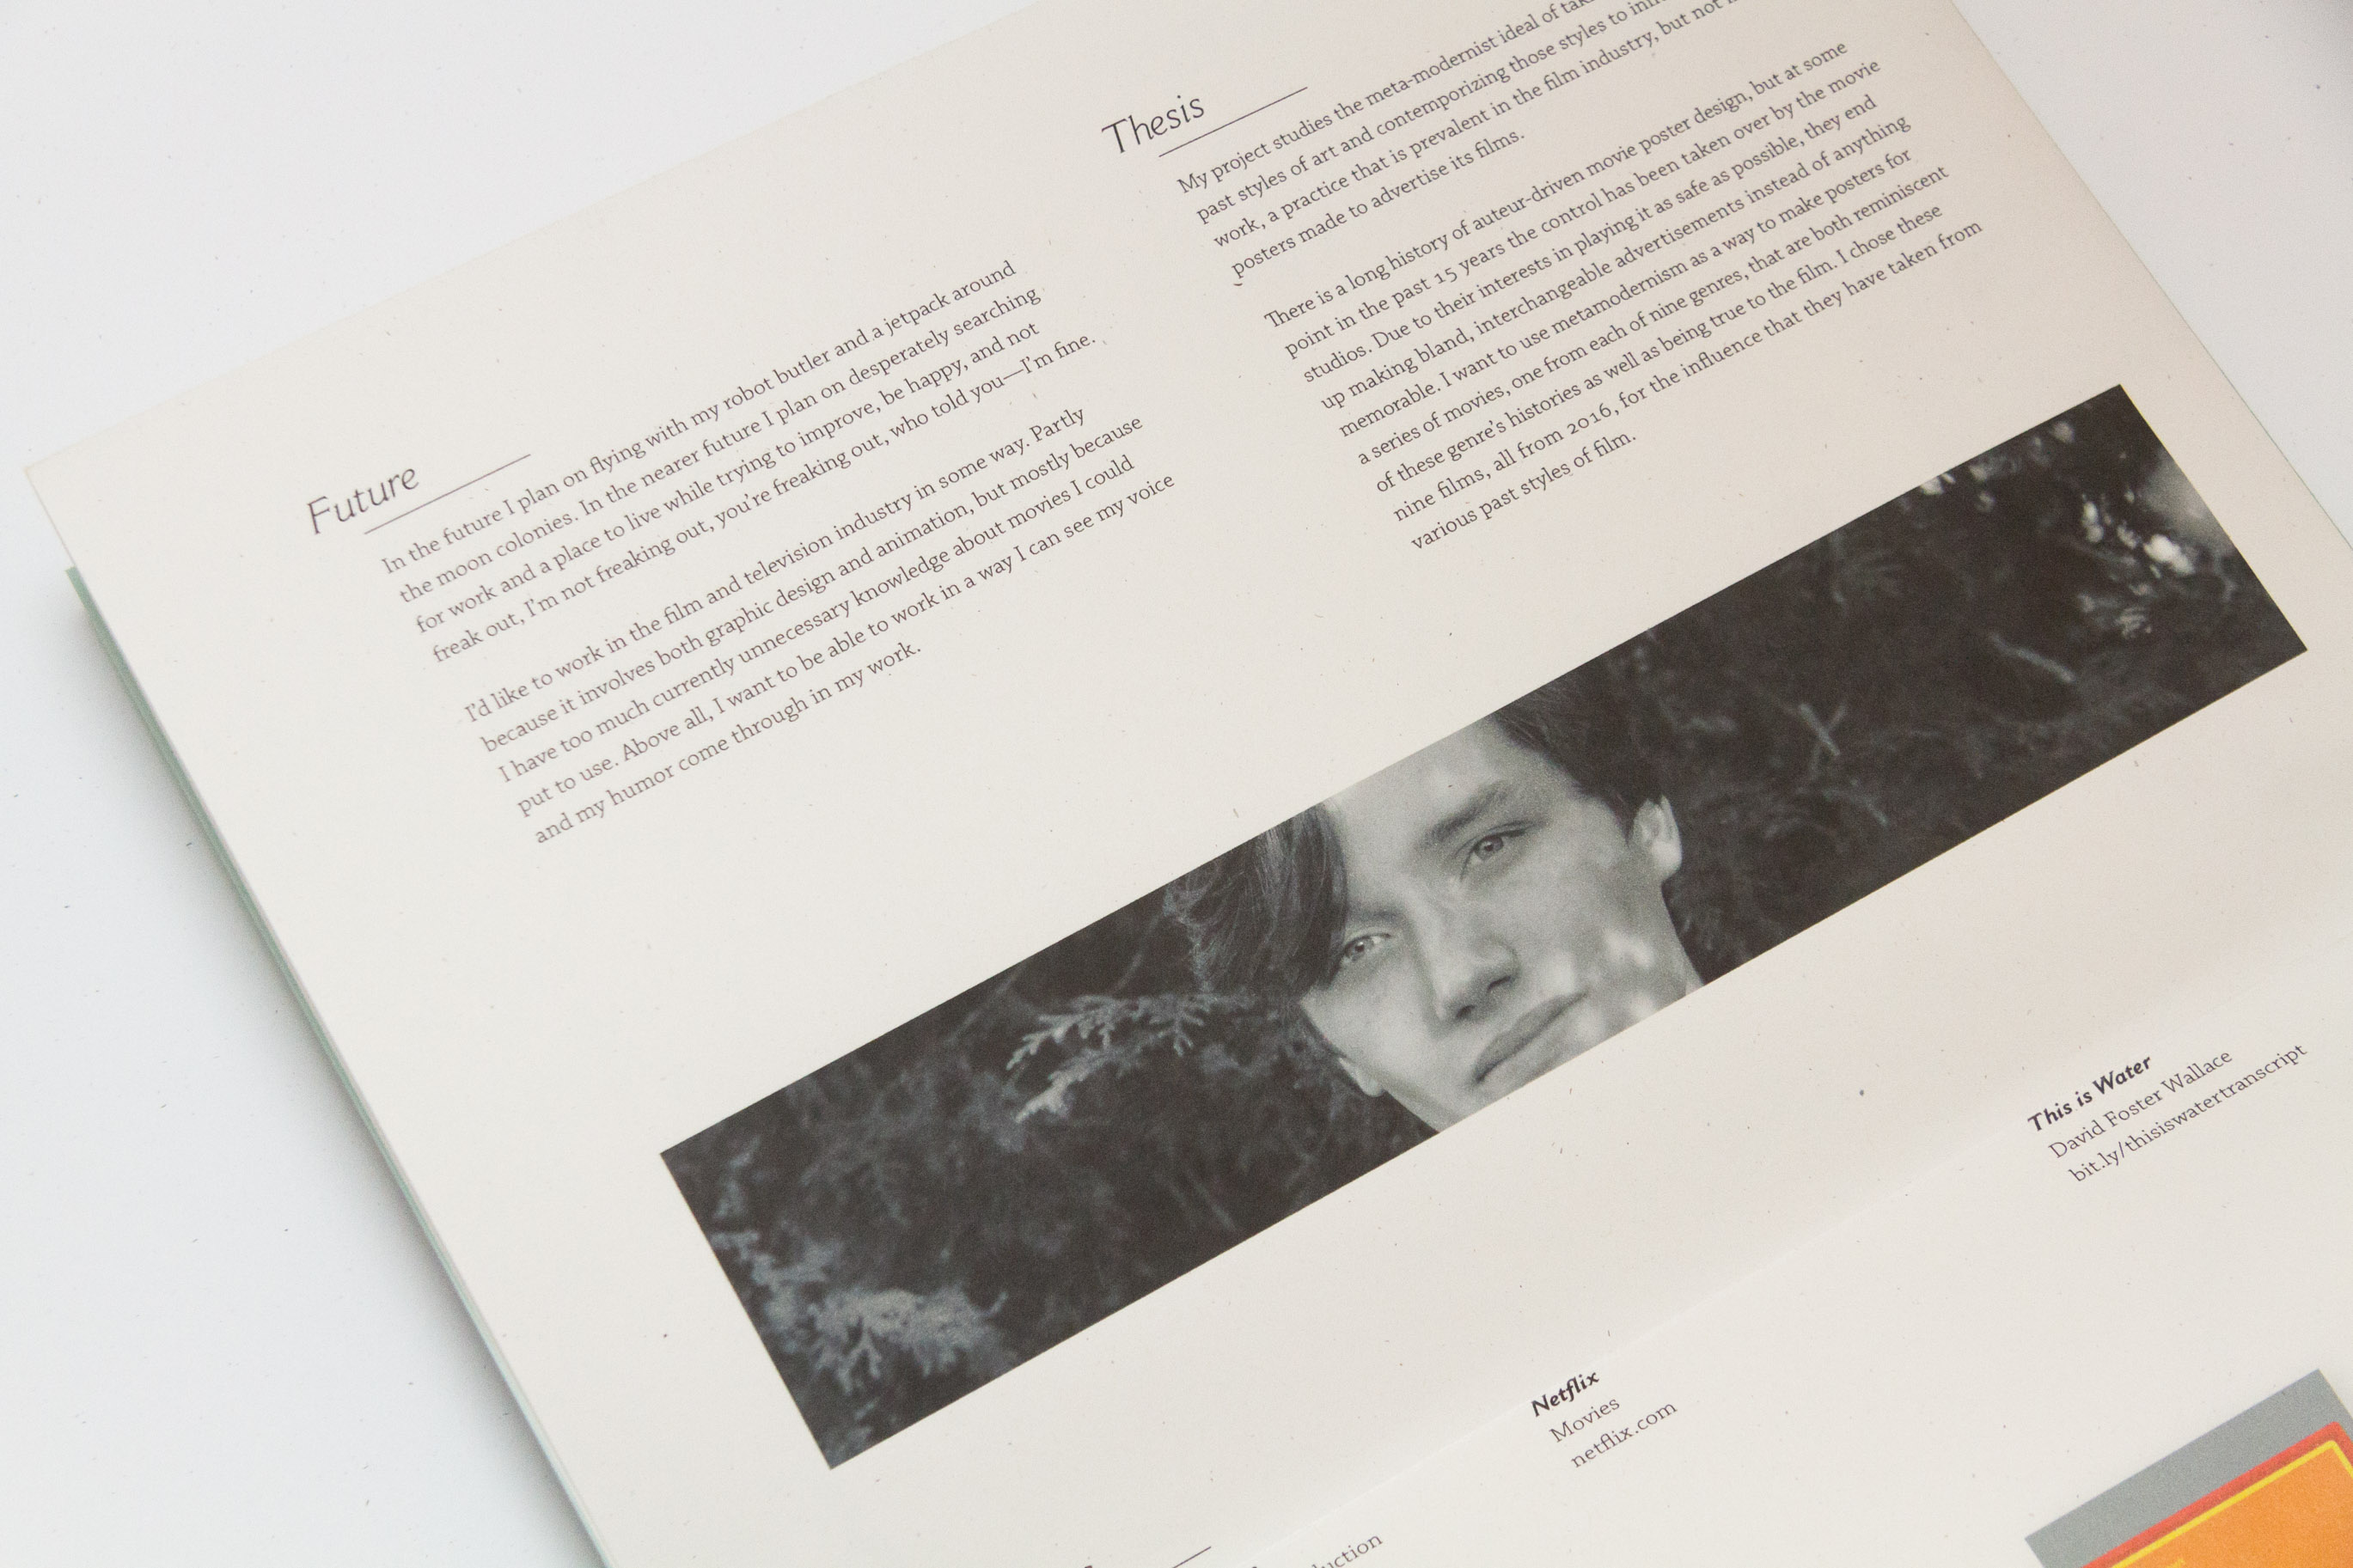 Future
In the future I plan on flying with my robot butler and a jetpack around
the moon colonies. In the nearer future I plan on desperately searching
for work and a place to live while trying to improve, be happy, and not
freak out, I'm not freaking out, you're freaking out, who told you—I'm fine.
I'd like to work in the film and television industry in some way. Partly
because it involves both graphic design and animation, but mostly because
I have too much currently unnecessary knowledge about movies I could
put to use. Above all, I want to be able to work in a way I can see my voice
and my humor come through in my work.
Thesis
My project studies the meta-modernist ideal of
past styles of art and contemporizing those styles to
work, a practice that is prevalent in the film industry, but not
posters made to advertise its films.
There is a long history of auteur-driven movie poster design, but at some
point in the past 15 years the control has been taken over by the movie
studios. Due to their interests in playing it as safe as possible, they end
up making bland, interchangeable advertisements instead of anything
memorable. I want to use metamodernism as a way to make posters for
a series of movies, one from each of nine genres, that are both reminiscent
of these genre's histories as well as being true to the film. I chose these
nine films, all from 2016, for the influence that they have taken from
various past styles of film.
This is Water
David Foster Wallace
bit.ly/thisiswatertranscript
Netflix
Movies
netflix.com